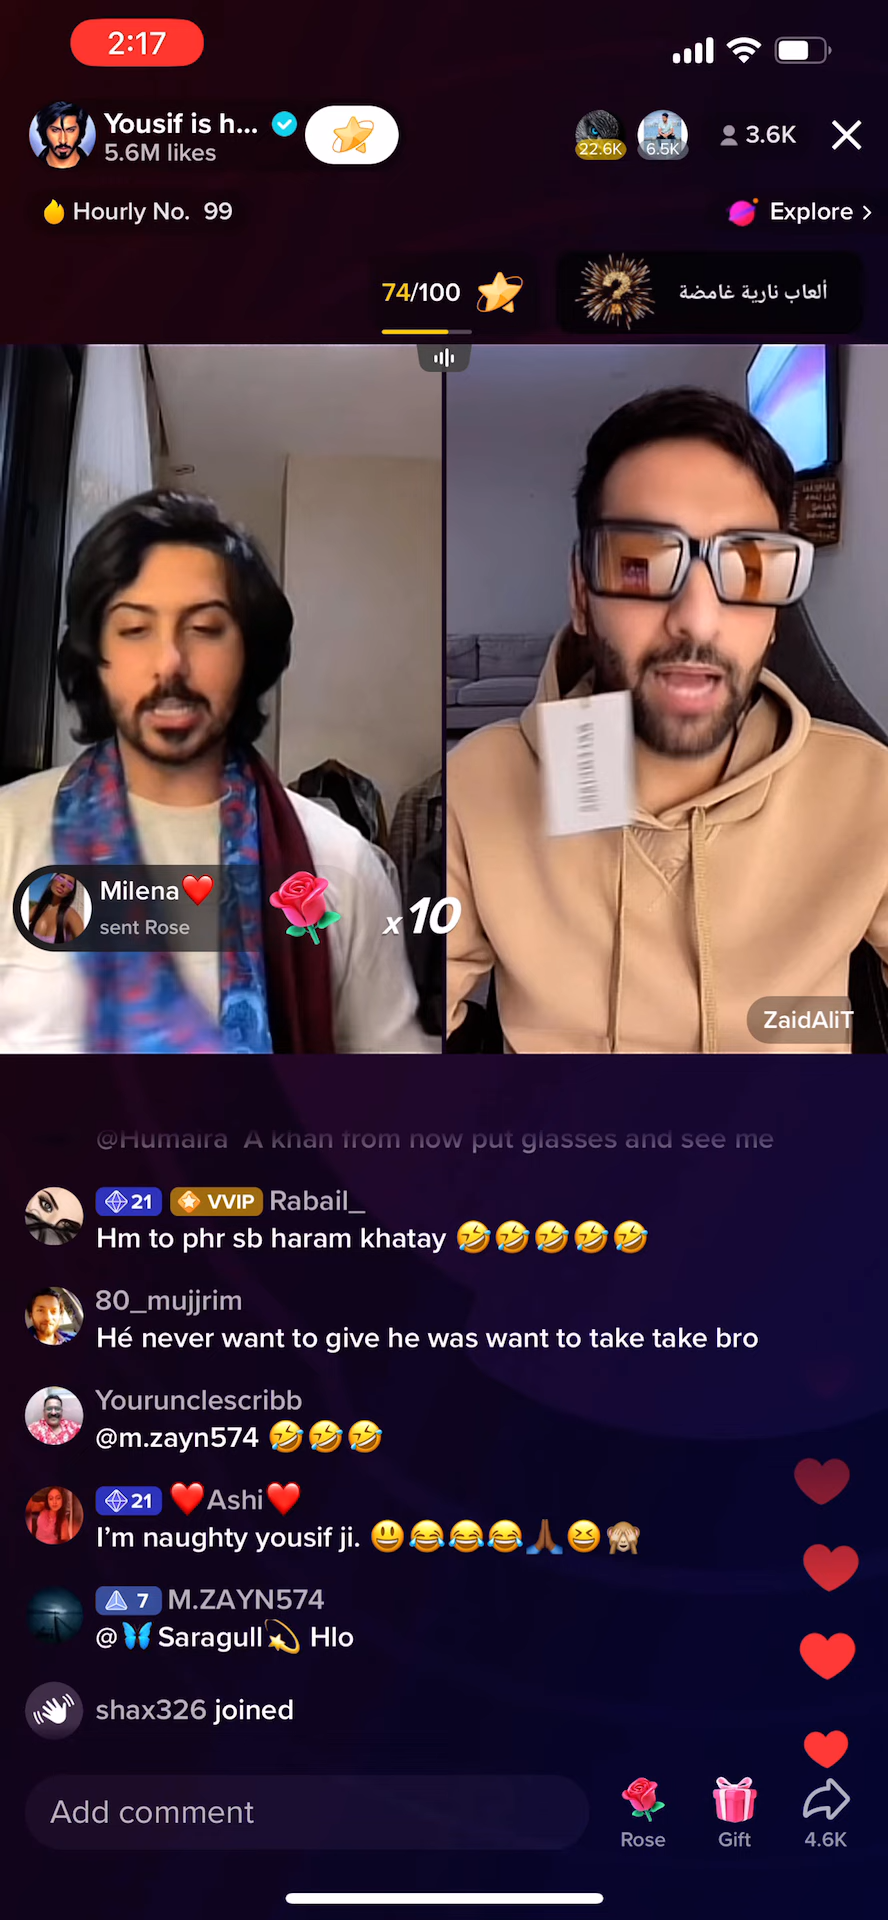 2:17
Yousif is h...
5.6M likes
22.6K
6.5K
3.6K
Hourly No. 99
Explore >
74/100
ألعاب نارية غامضة
Milena❤️
sent Rose
x10
ZaidAliT
@Humaira A khan from now put glasses and see me
21 VVIP Rabail_
Hm to phr sb haram khatay 🤣🤣🤣🤣🤣
80_mujjrim
Hé never want to give he was want to take take bro
Yourunclescribb
@m.zayn574 🤣🤣🤣
21 ❤️Ashi❤️
I'm naughty yousif ji. 😃😂😂😂🙏🏾😆🙈
7 M.ZAYN574
@🦋Saragull💫 Hlo
shax326 joined
Add comment
Rose
Gift
4.6K